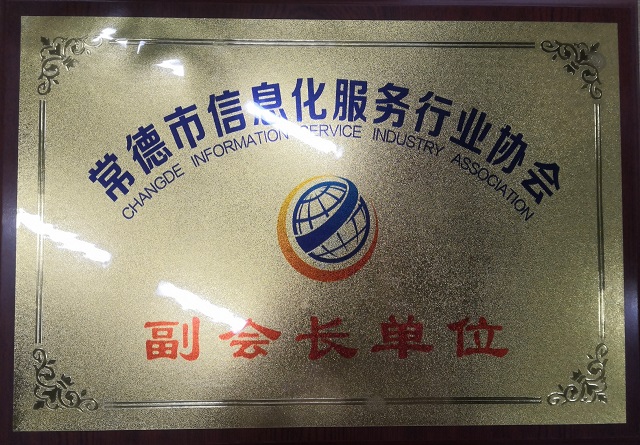 常德市信息化服务行业协会
CHANGDE INFORMATION SERVICE INDUSTRY ASSOCIATION
副会长单位